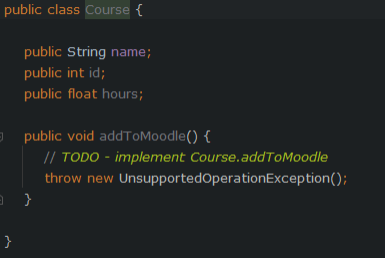 public class Course {
public String name;
public int id;
public float hours;
public void addToMoodle() {
// TODO - implement Course.addToMoodle
throw new UnsupportedOperationException();
}
}